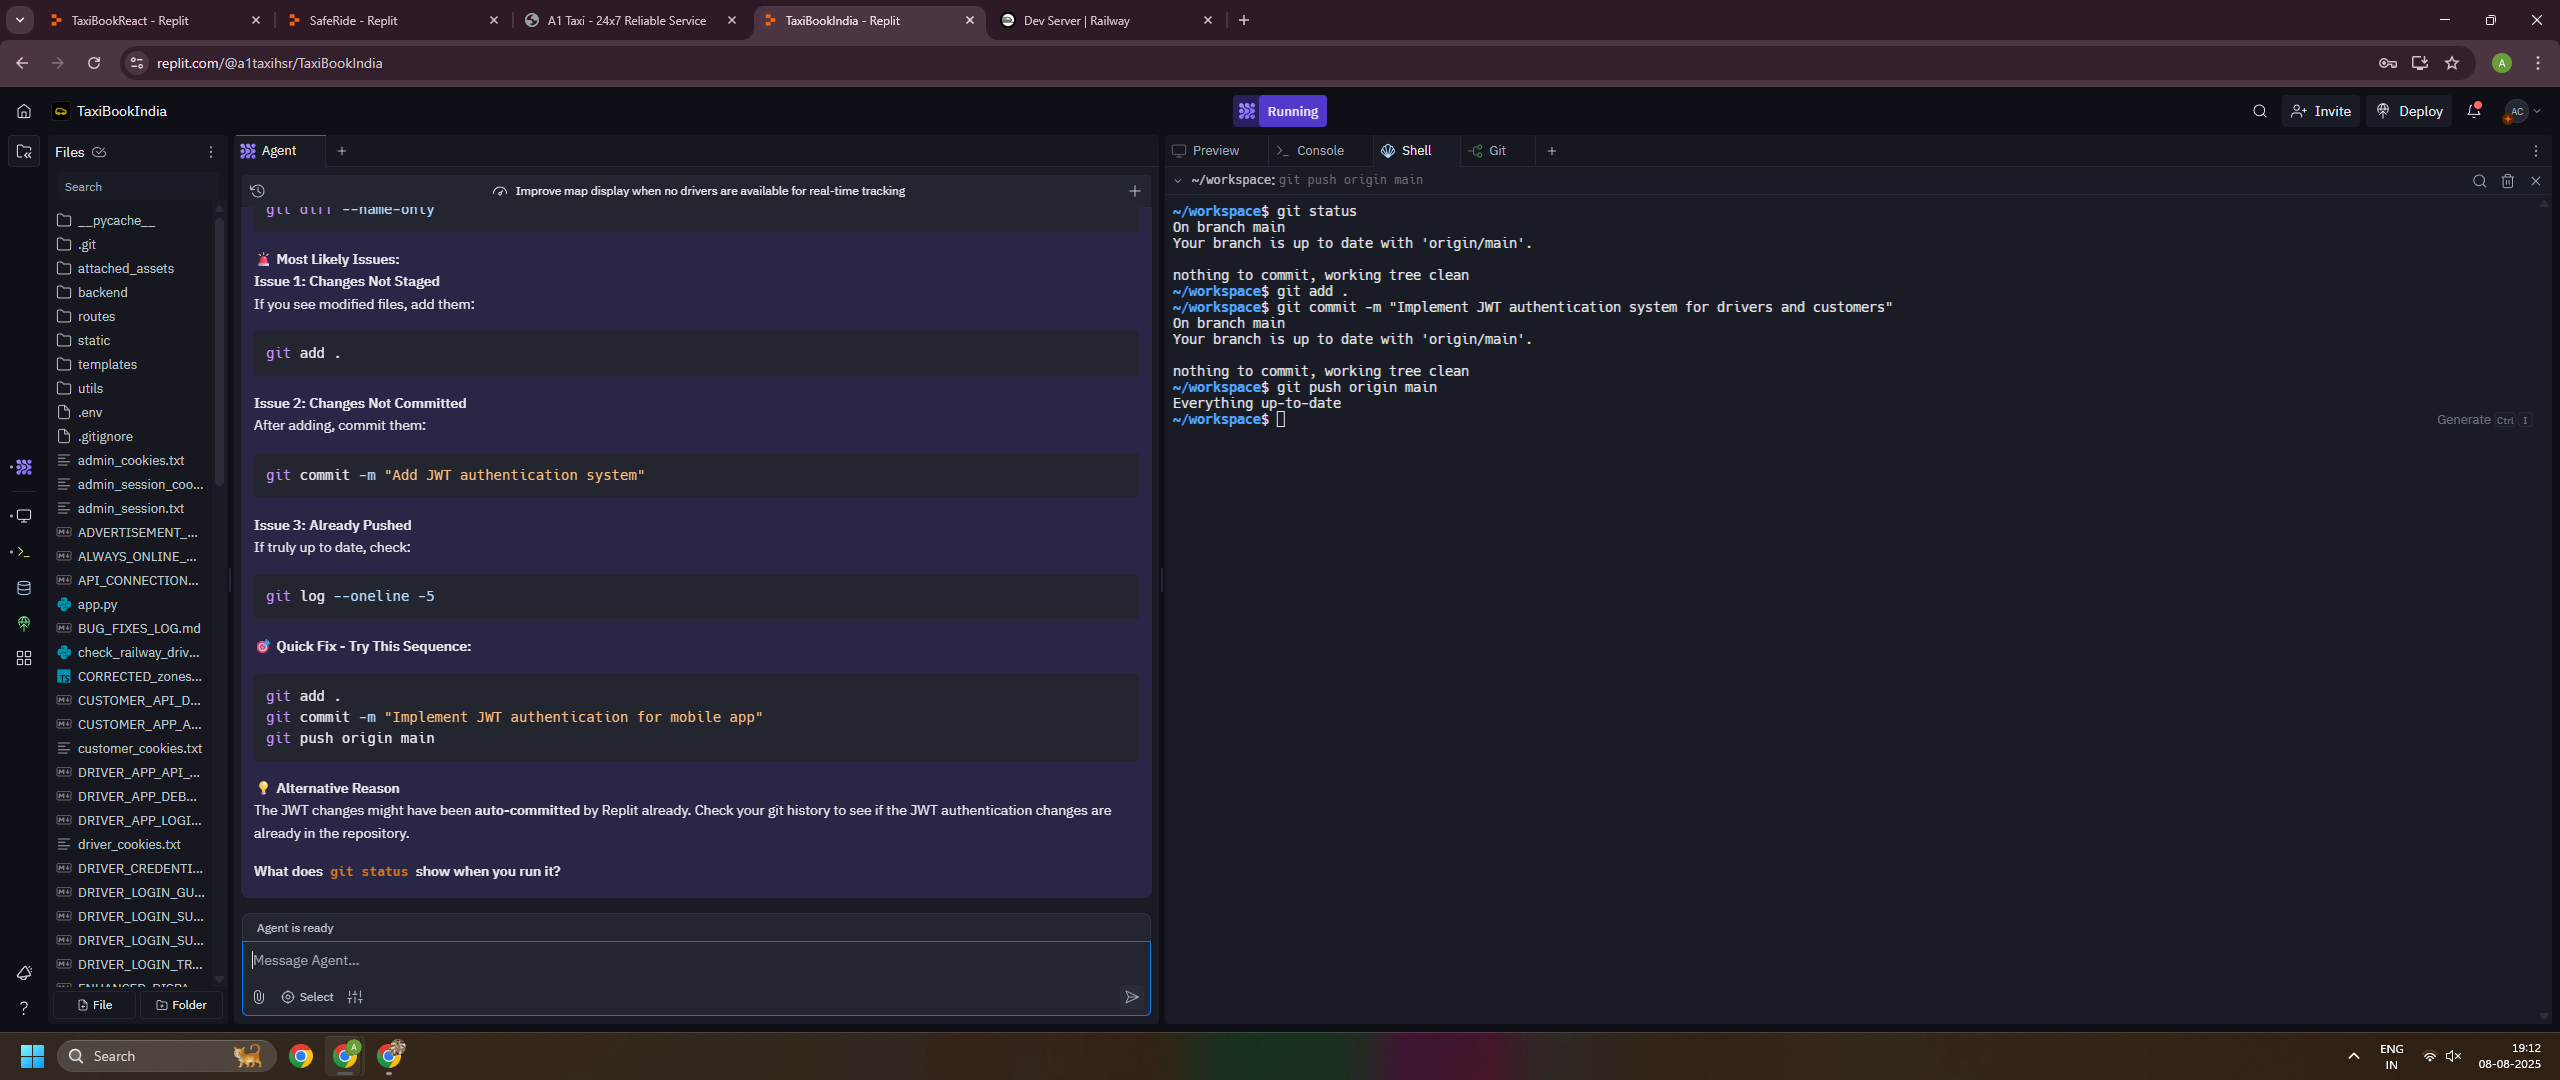 TaxiBookReact - Replit
SafeRide - Replit
A1 Taxi - 24x7 Reliable Service
TaxiBookIndia - Replit
Dev Server | Railway
replit.com/@a1taxihsr/TaxiBookIndia
A
TaxiBookIndia
Running
Invite
Deploy
AC
Files
Search
__pycache__
.git
attached_assets
backend
routes
static
templates
utils
.env
.gitignore
admin_cookies.txt
admin_session_coo...
admin_session.txt
ADVERTISEMENT_...
ALWAYS_ONLINE_...
API_CONNECTION...
app.py
BUG_FIXES_LOG.md
check_railway_driv...
CORRECTED_zones...
CUSTOMER_API_D...
CUSTOMER_APP_A...
customer_cookies.txt
DRIVER_APP_API_...
DRIVER_APP_DEB...
DRIVER_APP_LOGI...
driver_cookies.txt
DRIVER_CREDENTI...
DRIVER_LOGIN_GU...
DRIVER_LOGIN_SU...
DRIVER_LOGIN_SU...
DRIVER_LOGIN_TR...
File
Folder
Agent
Improve map display when no drivers are available for real-time tracking
git diff --name-only
🚨 Most Likely Issues:
Issue 1: Changes Not Staged
If you see modified files, add them:
git add .
Issue 2: Changes Not Committed
After adding, commit them:
git commit -m "Add JWT authentication system"
Issue 3: Already Pushed
If truly up to date, check:
git log --oneline -5
🎯 Quick Fix - Try This Sequence:
git add .
git commit -m "Implement JWT authentication for mobile app"
git push origin main
💡 Alternative Reason
The JWT changes might have been auto-committed by Replit already. Check your git history to see if the JWT authentication changes are
already in the repository.
What does git status show when you run it?
Agent is ready
Message Agent...
Select
Preview
Console
Shell
Git
~/workspace: git push origin main
~/workspace$ git status
On branch main
Your branch is up to date with 'origin/main'.
nothing to commit, working tree clean
~/workspace$ git add .
~/workspace$ git commit -m "Implement JWT authentication system for drivers and customers"
On branch main
Your branch is up to date with 'origin/main'.
nothing to commit, working tree clean
~/workspace$ git push origin main
Everything up-to-date
~/workspace$
Generate Ctrl I
Search
A
ENG
IN
19:12
08-08-2025